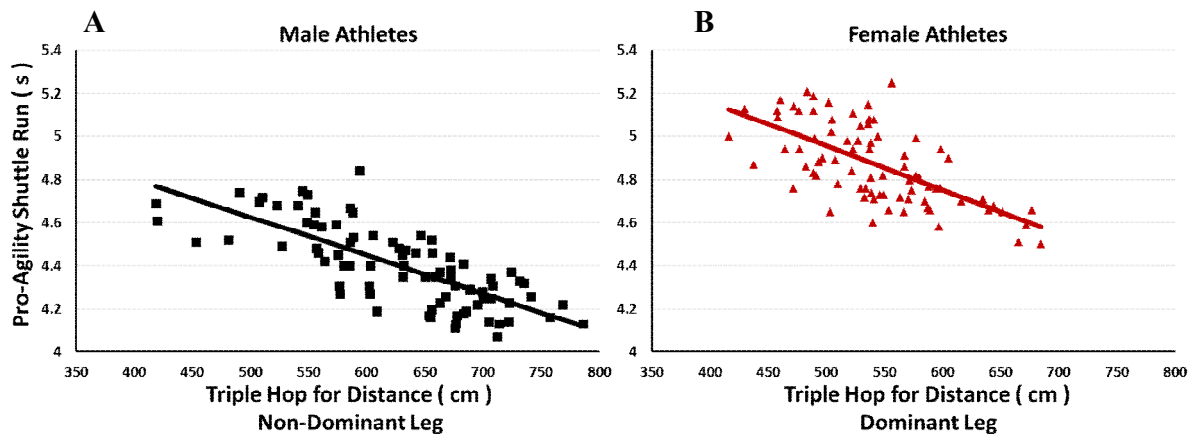 A
Male Athletes
Pro-Agility Shuttle Run ( s )
5.4
5.2
5
4.8
4.6
4.4
4.2
4
350 400 450 500 550 600 650 700 750 800
Triple Hop for Distance ( cm )
Non-Dominant Leg
B
Female Athletes
5.4
5.2
5
4.8
4.6
4.4
4.2
4
350 400 450 500 550 600 650 700 750 800
Triple Hop for Distance ( cm )
Dominant Leg